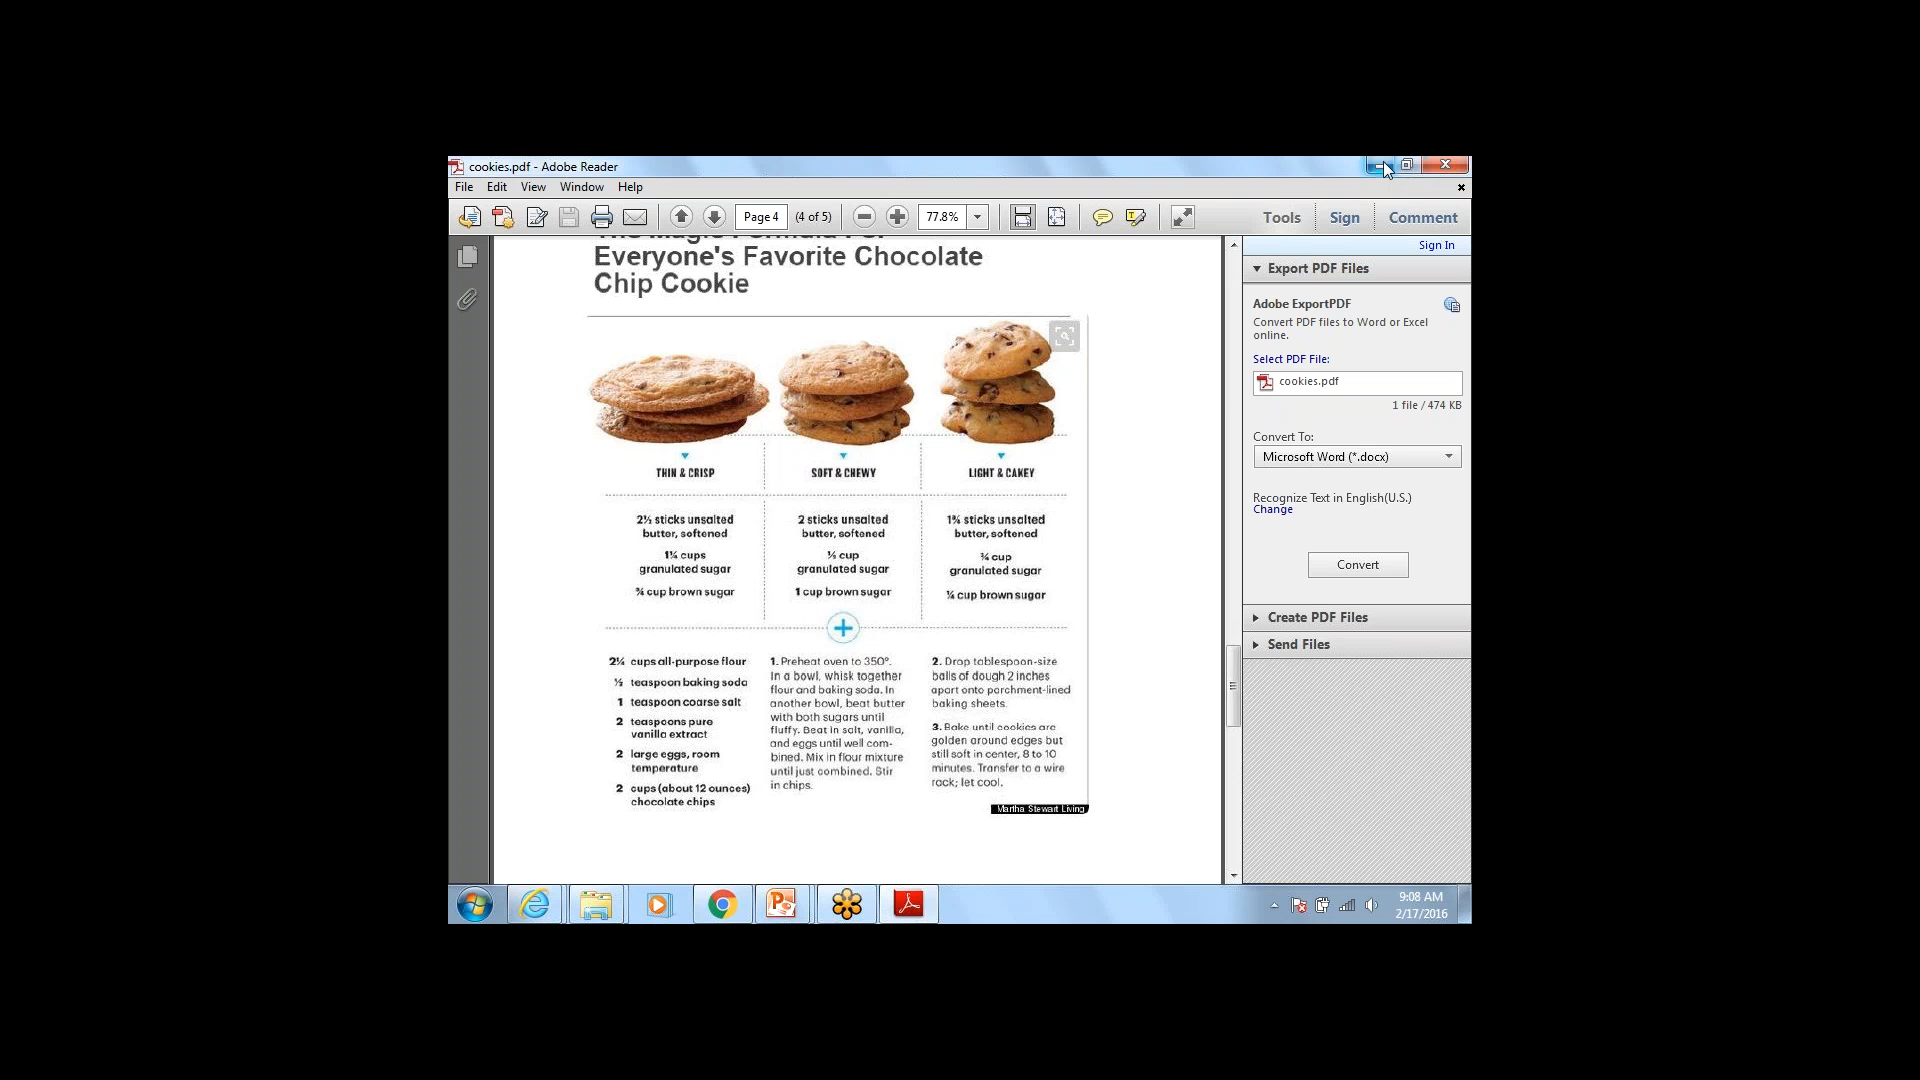 cookies.pdf - Adobe Reader
File Edit View Window Help
Page 4 (4 of 5) 77.8% Tools Sign Comment
Sign In
Everyone's Favorite Chocolate
Chip Cookie
THIN & CRISP
SOFT & CHEWY
LIGHT & CAKEY
sticks unsalted
butter, softened
1¼ cups
granulated sugar
¾ cup brown sugar
2 sticks unsalted
butter, softened
cup
granulated sugar
1 cup brown sugar
1¾ sticks unsalted
butter, softened
¾ cup
granulated sugar
¼ cup brown sugar
2¼ cups all-purpose flour
½ teaspoon baking soda
1 teaspoon coarse salt
2 teaspoons pure
vanilla extract
2 large eggs, room
temperature
2 cups (about 12 ounces)
chocolate chips
1. Preheat oven to 350°.
In a bowl, whisk together
flour and baking soda. In
another bowl, beat butter
with both sugars until
fluffy. Beat in salt, vanilla,
and eggs until well com-
bined. Mix in flour mixture
until just combined. Stir
in chips.
2. Drop tablespoon-size
balls of dough 2 inches
apart onto parchment-lined
baking sheets.
3. Bake until cookies are
golden around edges but
still soft in center, 8 to 10
minutes. Transfer to a wire
rack; let cool.
Martha Stewart Living
Export PDF Files
Adobe ExportPDF
Convert PDF files to Word or Excel
online.
Select PDF File:
cookies.pdf
1 file / 474 KB
Convert To:
Microsoft Word (*.docx)
Recognize Text in English(U.S.)
Change
Convert
Create PDF Files
Send Files
9:08 AM
2/17/2016